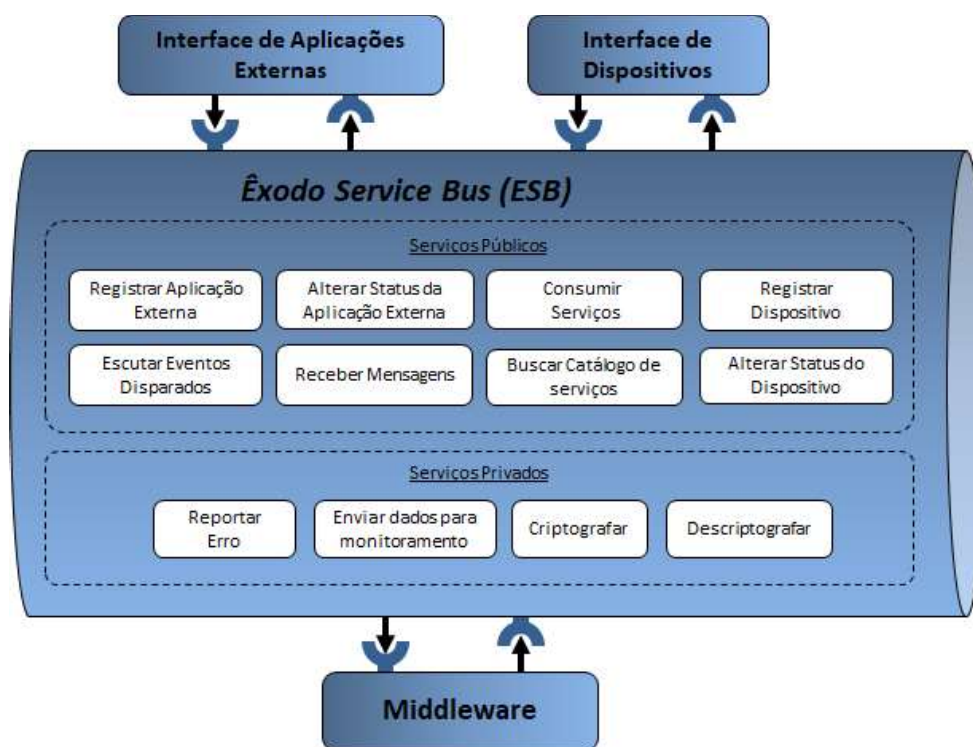 Interface de Aplicações
Externas
Interface de
Dispositivos
Êxodo Service Bus (ESB)
Serviços Públicos
Registrar Aplicação
Externa
Alterar Status da
Aplicação Externa
Consumir
Serviços
Registrar
Dispositivo
Escutar Eventos
Disparados
Receber Mensagens
Buscar Catálogo de
serviços
Alterar Status do
Dispositivo
Serviços Privados
Reportar
Erro
Enviar dados para
monitoramento
Criptografar
Descriptografar
Middleware